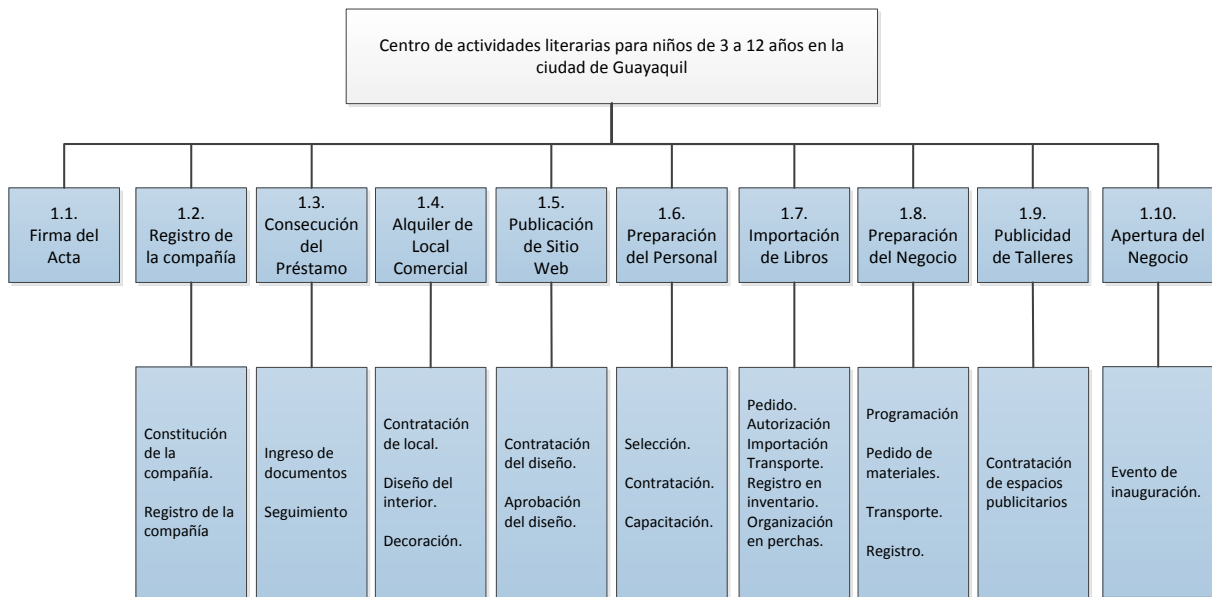 Centro de actividades literarias para niños de 3 a 12 años en la
ciudad de Guayaquil
1.1.
Firma del
Acta
1.2.
Registro de
la compañía
1.3.
Consecución
del
Préstamo
1.4.
Alquiler de
Local
Comercial
1.5.
Publicación
de Sitio
Web
1.6.
Preparación
del Personal
1.7.
Importación
de Libros
1.8.
Preparación
del Negocio
1.9.
Publicidad
de Talleres
1.10.
Apertura del
Negocio
Constitución
de la
compañía.
Registro de la
compañía
Ingreso de
documentos
Seguimiento
Contratación
de local.
Diseño del
interior.
Decoración.
Contratación
del diseño.
Aprobación
del diseño.
Selección.
Contratación.
Capacitación.
Pedido.
Autorización
Importación
Transporte.
Registro en
inventario.
Organización
en perchas.
Programación
Pedido de
materiales.
Transporte.
Registro.
Contratación
de espacios
publicitarios
Evento de
inauguración.